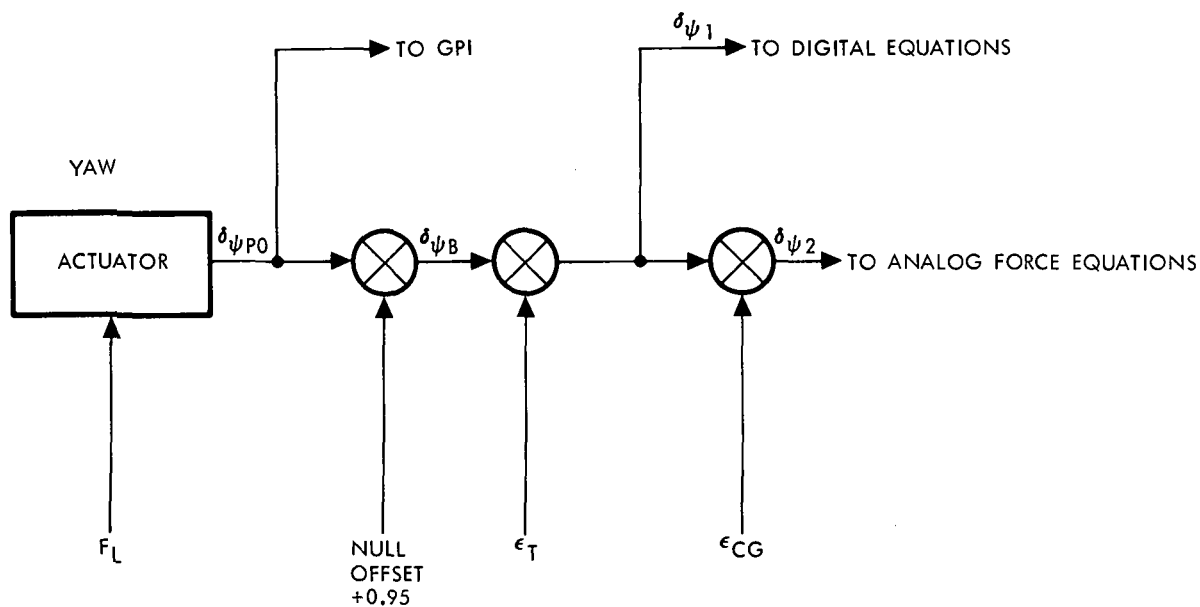 δψ1
TO GPI
TO DIGITAL EQUATIONS
YAW
ACTUATOR
δψP0
δψB
δψ2
TO ANALOG FORCE EQUATIONS
FL
NULL
OFFSET
+0.95
ϵT
ϵCG